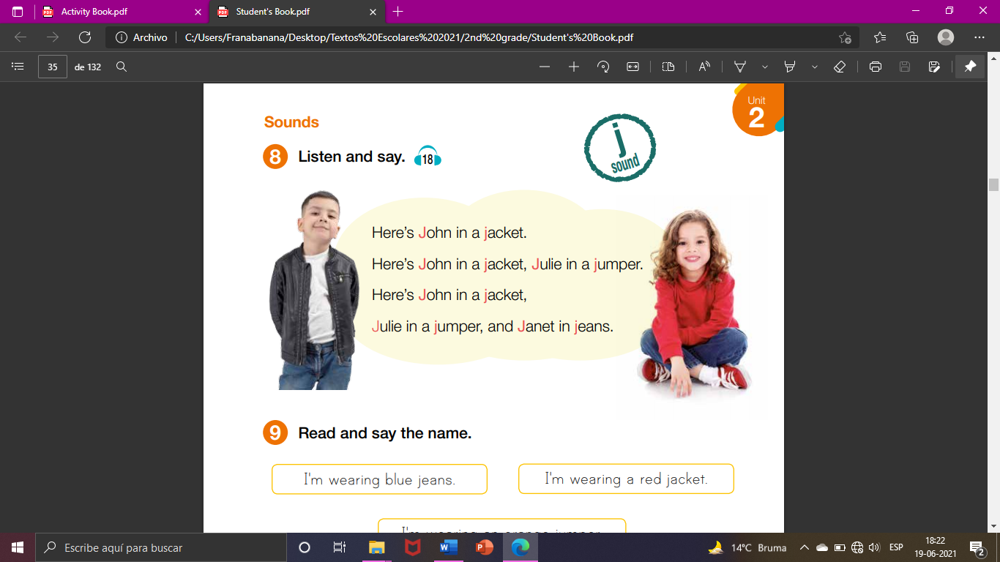 Activity Book.pdf
Student's Book.pdf
Archivo
C:/Users/Franabanana/Desktop/Textos%20Escolares%202021/2nd%20grade/Student's%20Book.pdf
35
de 132
Unit
2
Sounds
j
sound
8 Listen and say. 18
Here's John in a jacket.
Here's John in a jacket, Julie in a jumper.
Here's John in a jacket,
Julie in a jumper, and Janet in jeans.
9 Read and say the name.
I'm wearing blue jeans.
I'm wearing a red jacket.
I'm wearing an orange jumper.
Escribe aquí para buscar
14°C Bruma
ESP
18:22
19-06-2021
2